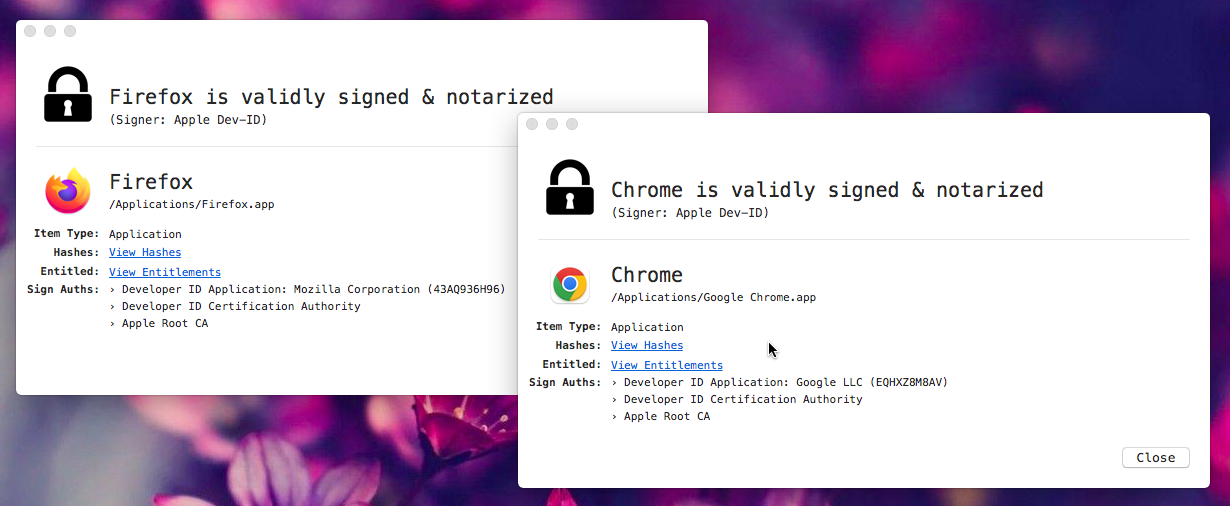 Firefox is validly signed & notarized
(Signer: Apple Dev-ID)
Firefox
/Applications/Firefox.app
Item Type: Application
Hashes: View Hashes
Entitled: View Entitlements
Sign Auths: › Developer ID Application: Mozilla Corporation (43AQ936H96)
› Developer ID Certification Authority
› Apple Root CA
Chrome is validly signed & notarized
(Signer: Apple Dev-ID)
Chrome
/Applications/Google Chrome.app
Item Type: Application
Hashes: View Hashes
Entitled: View Entitlements
Sign Auths: › Developer ID Application: Google LLC (EQHXZ8M8AV)
› Developer ID Certification Authority
› Apple Root CA
Close